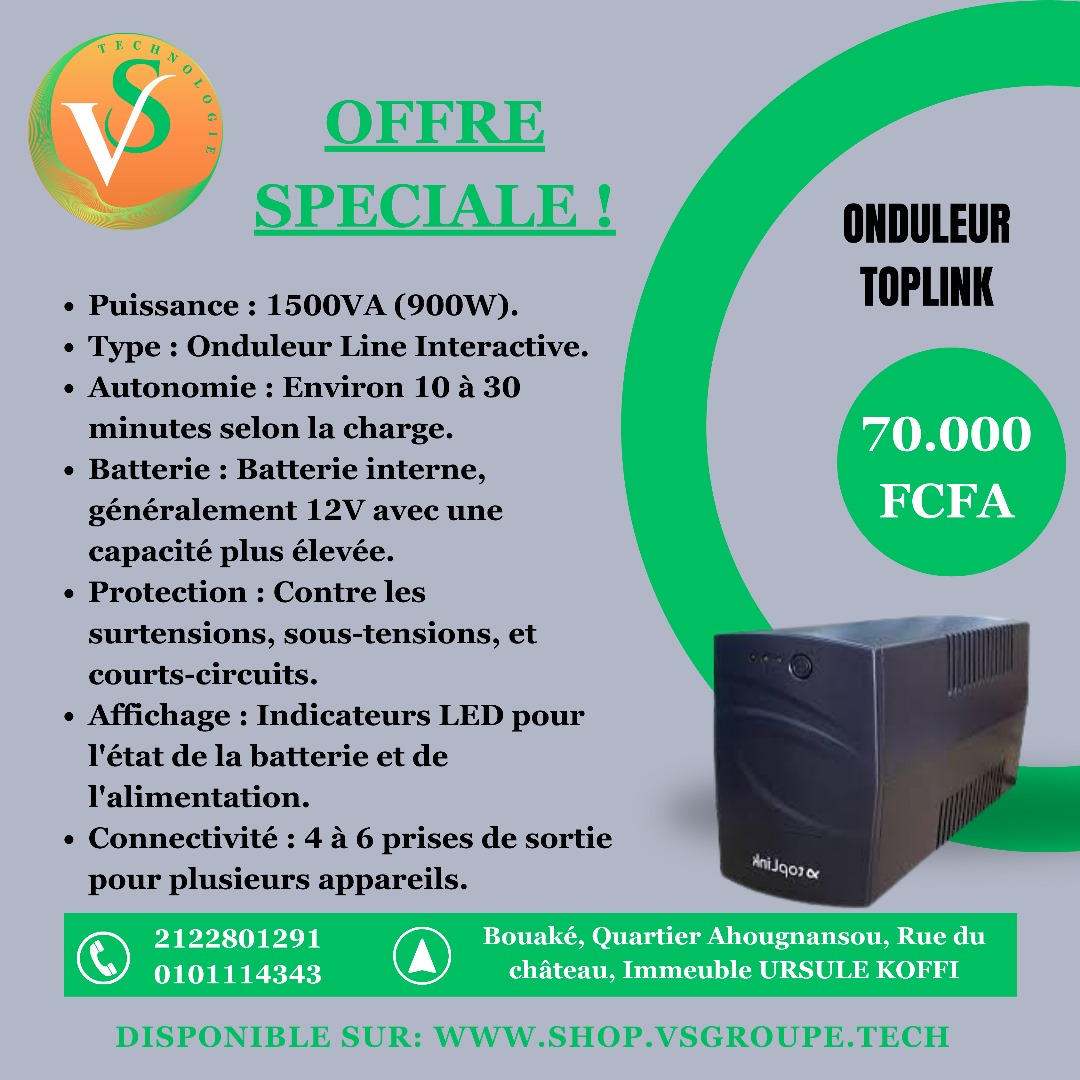 TECHNOLOGIE
VS
OFFRE
SPECIALE !
ONDULEUR
TOPLINK
70.000
FCFA
• Puissance : 1500VA (900W).
• Type : Onduleur Line Interactive.
• Autonomie : Environ 10 à 30
minutes selon la charge.
• Batterie : Batterie interne,
généralement 12V avec une
capacité plus élevée.
• Protection : Contre les
surtensions, sous-tensions, et
courts-circuits.
• Affichage : Indicateurs LED pour
l'état de la batterie et de
l'alimentation.
• Connectivité : 4 à 6 prises de sortie
pour plusieurs appareils.
TopLink
2122801291
0101114343
Bouaké, Quartier Ahougnansou, Rue du
château, Immeuble URSULE KOFFI
DISPONIBLE SUR: WWW.SHOP.VSGROUPE.TECH